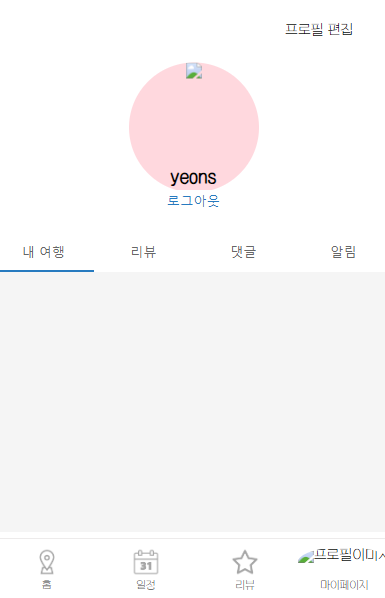 프로필 편집
yeons
로그아웃
내 여행 리뷰 댓글 알림
31
프로필이미
홈 일정 리뷰 마이페이지